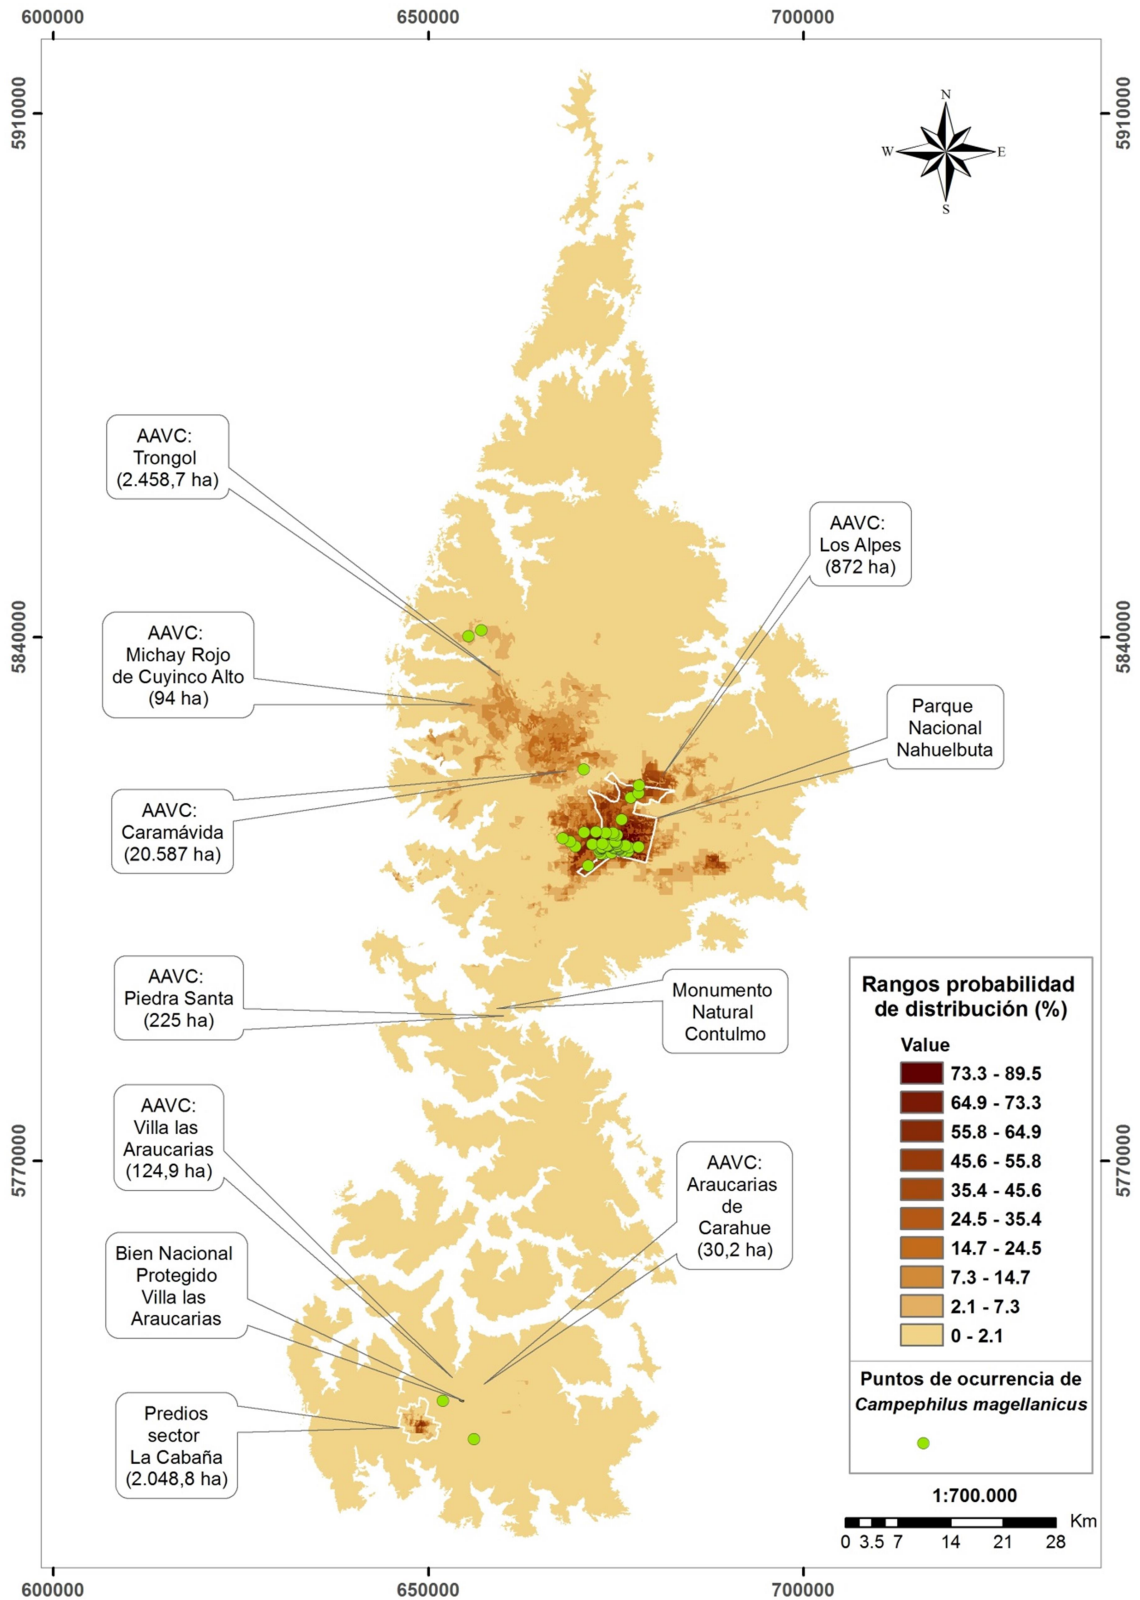 600000
650000
700000
5910000
5910000
N
W
E
S
AAVC:
Trongol
(2.458,7 ha)
AAVC:
Los Alpes
(872 ha)
5840000
5840000
AAVC:
Michay Rojo
de Cuyinco Alto
(94 ha)
Parque
Nacional
Nahuelbuta
AAVC:
Caramávida
(20.587 ha)
AAVC:
Piedra Santa
(225 ha)
Monumento
Natural
Contulmo
AAVC:
Villa las
Araucarias
(124,9 ha)
5770000
5770000
AAVC:
Araucarias
de
Carahue
(30,2 ha)
Bien Nacional
Protegido
Villa las
Araucarias
Predios
sector
La Cabaña
(2.048,8 ha)
Rangos probabilidad
de distribución (%)
Value
73.3 - 89.5
64.9 - 73.3
55.8 - 64.9
45.6 - 55.8
35.4 - 45.6
24.5 - 35.4
14.7 - 24.5
7.3 - 14.7
2.1 - 7.3
0 - 2.1
Puntos de ocurrencia de
Campephilus magellanicus
1:700.000
Km
0 3.5 7 14 21 28
600000
650000
700000